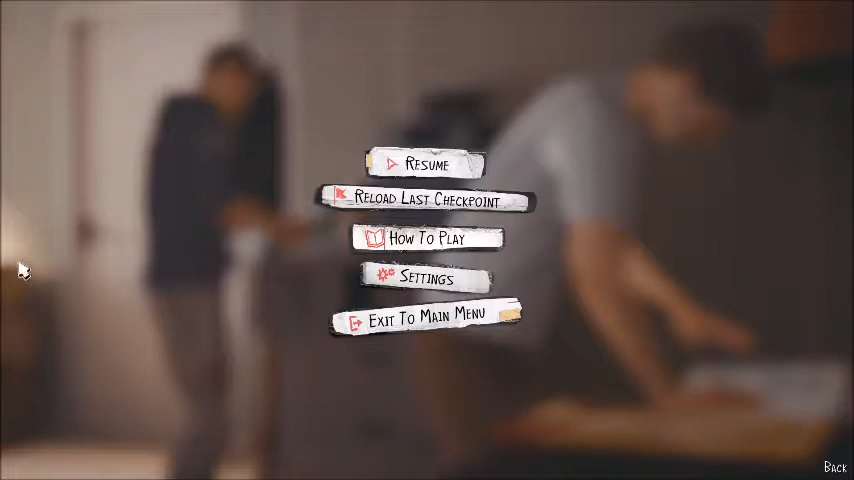 Resume
Reload Last Checkpoint
How To Play
Settings
Exit To Main Menu
Back